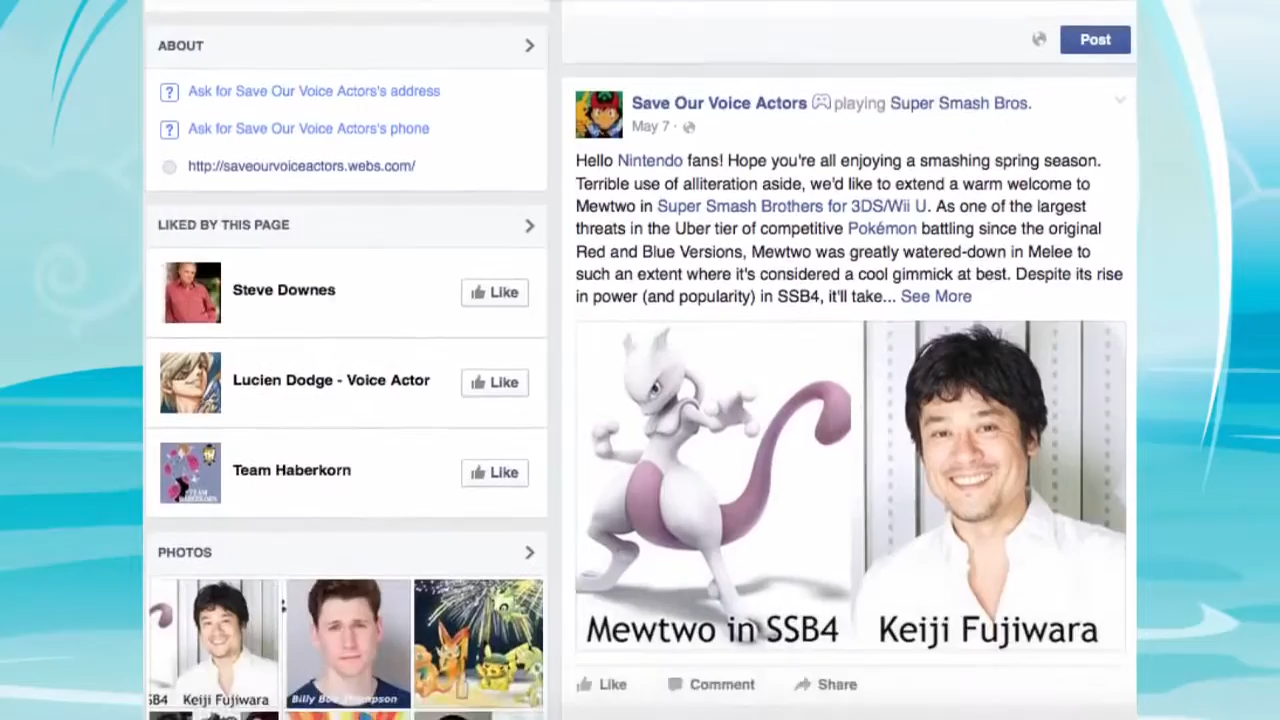 ABOUT
Ask for Save Our Voice Actors's address
Ask for Save Our Voice Actors's phone
http://saveourvoiceactors.webs.com/
LIKED BY THIS PAGE
Steve Downes
Like
Lucien Dodge - Voice Actor
Like
Team Haberkorn
Like
PHOTOS
SB4 Keiji Fujiwara
Post
Save Our Voice Actors playing Super Smash Bros.
May 7 ·
Hello Nintendo fans! Hope you're all enjoying a smashing spring season.
Terrible use of alliteration aside, we'd like to extend a warm welcome to
Mewtwo in Super Smash Brothers for 3DS/Wii U. As one of the largest
threats in the Uber tier of competitive Pokémon battling since the original
Red and Blue Versions, Mewtwo was greatly watered-down in Melee to
such an extent where it's considered a cool gimmick at best. Despite its rise
in power (and popularity) in SSB4, it'll take... See More
Mewtwo in SSB4 Keiji Fujiwara
Like Comment Share